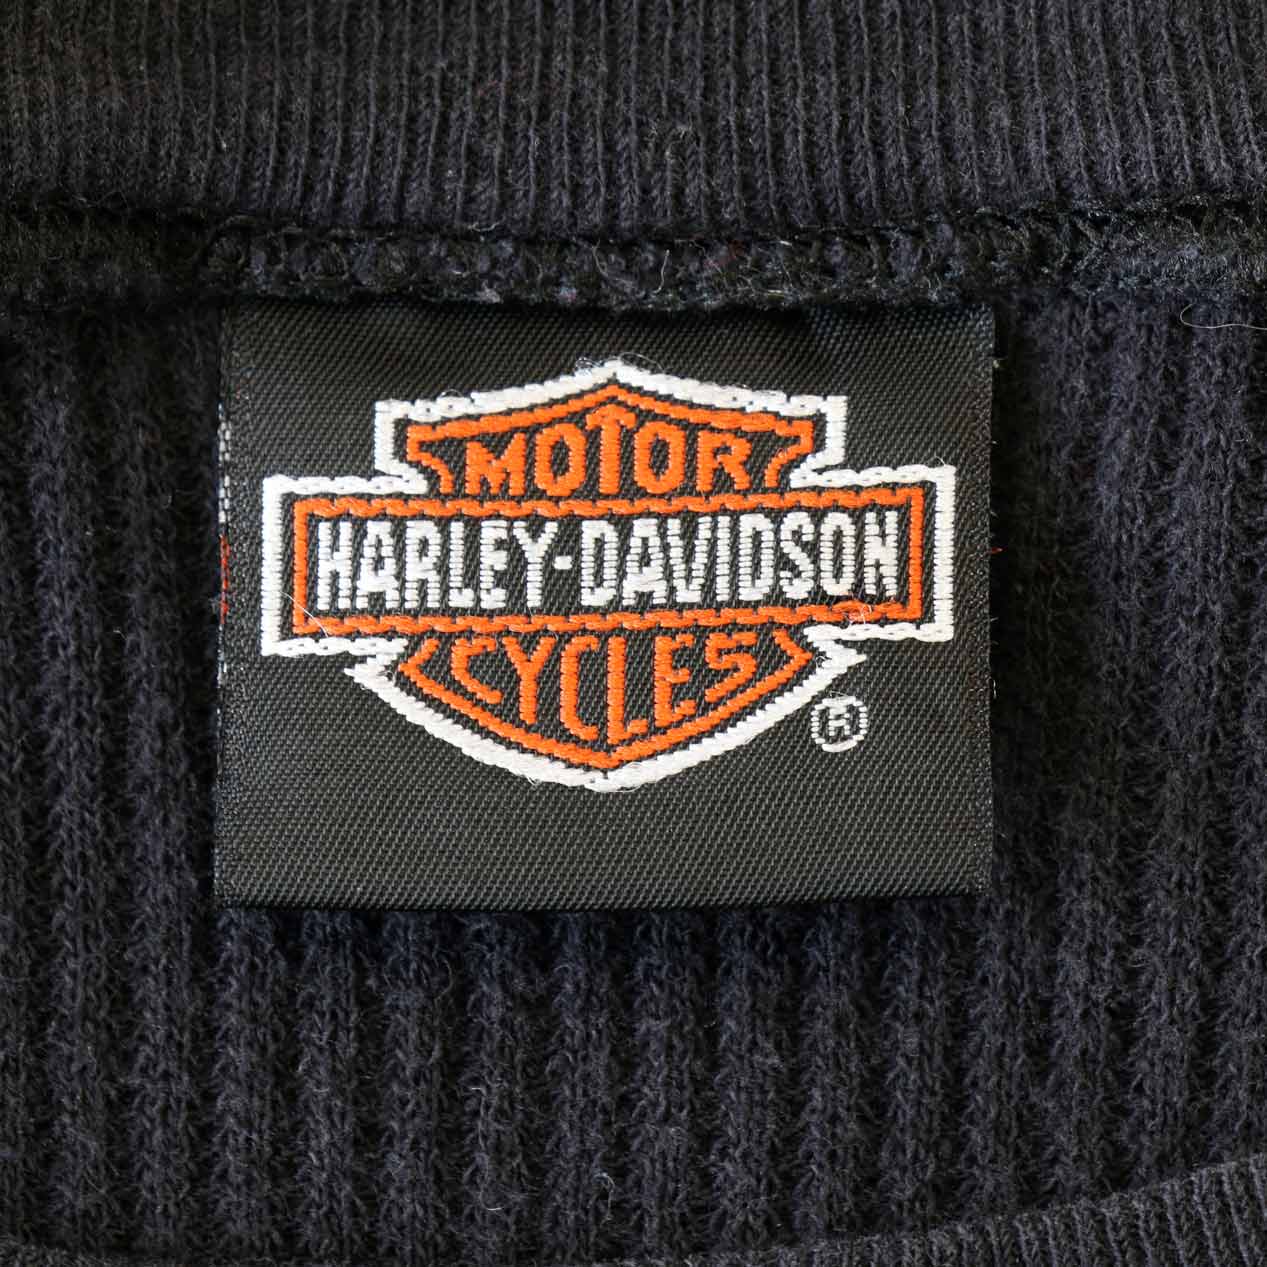 MOTOR
HARLEY-DAVIDSON
CYCLES
®